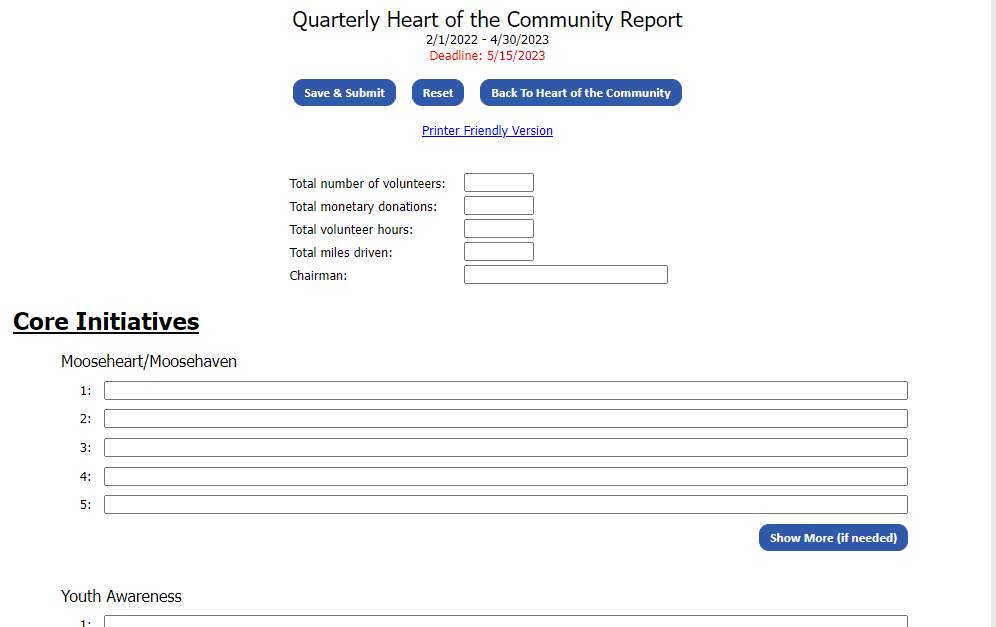 Quarterly Heart of the Community Report
2/1/2022 - 4/30/2023
Deadline: 5/15/2023
Save & Submit Reset Back To Heart of the Community
Printer Friendly Version
Total number of volunteers:
Total monetary donations:
Total volunteer hours:
Total miles driven:
Chairman:
Core Initiatives
Mooseheart/Moosehaven
1:
2:
3:
4:
5:
Show More (if needed)
Youth Awareness
1: